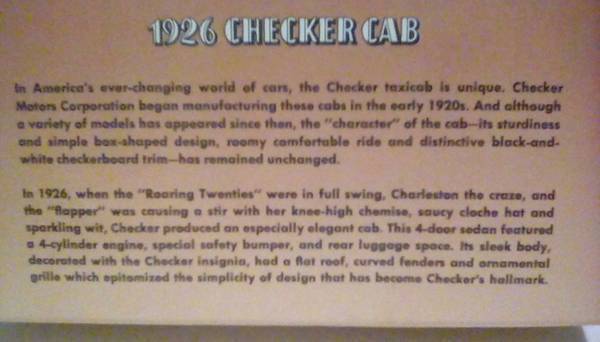 1926 CHECKER CAB
In America's ever-changing world of cars, the Checker taxicab is unique. Checker
Motors Corporation began manufacturing these cabs in the early 1920s. And although
a variety of models has appeared since then, the "character" of the cab—its sturdiness
and simple box-shaped design, roomy comfortable ride and distinctive black-and-
white checkerboard trim—has remained unchanged.
In 1926, when the "Roaring Twenties" were in full swing, Charleston the craze, and
the "flapper" was causing a stir with her knee-high chemise, saucy cloche hat and
sparkling wit, Checker produced an especially elegant cab. This 4-door sedan featured
a 4-cylinder engine, special safety bumper, and rear luggage space. Its sleek body,
decorated with the Checker insignia, had a flat roof, curved fenders and ornamental
grille which epitomized the simplicity of design that has become Checker's hallmark.